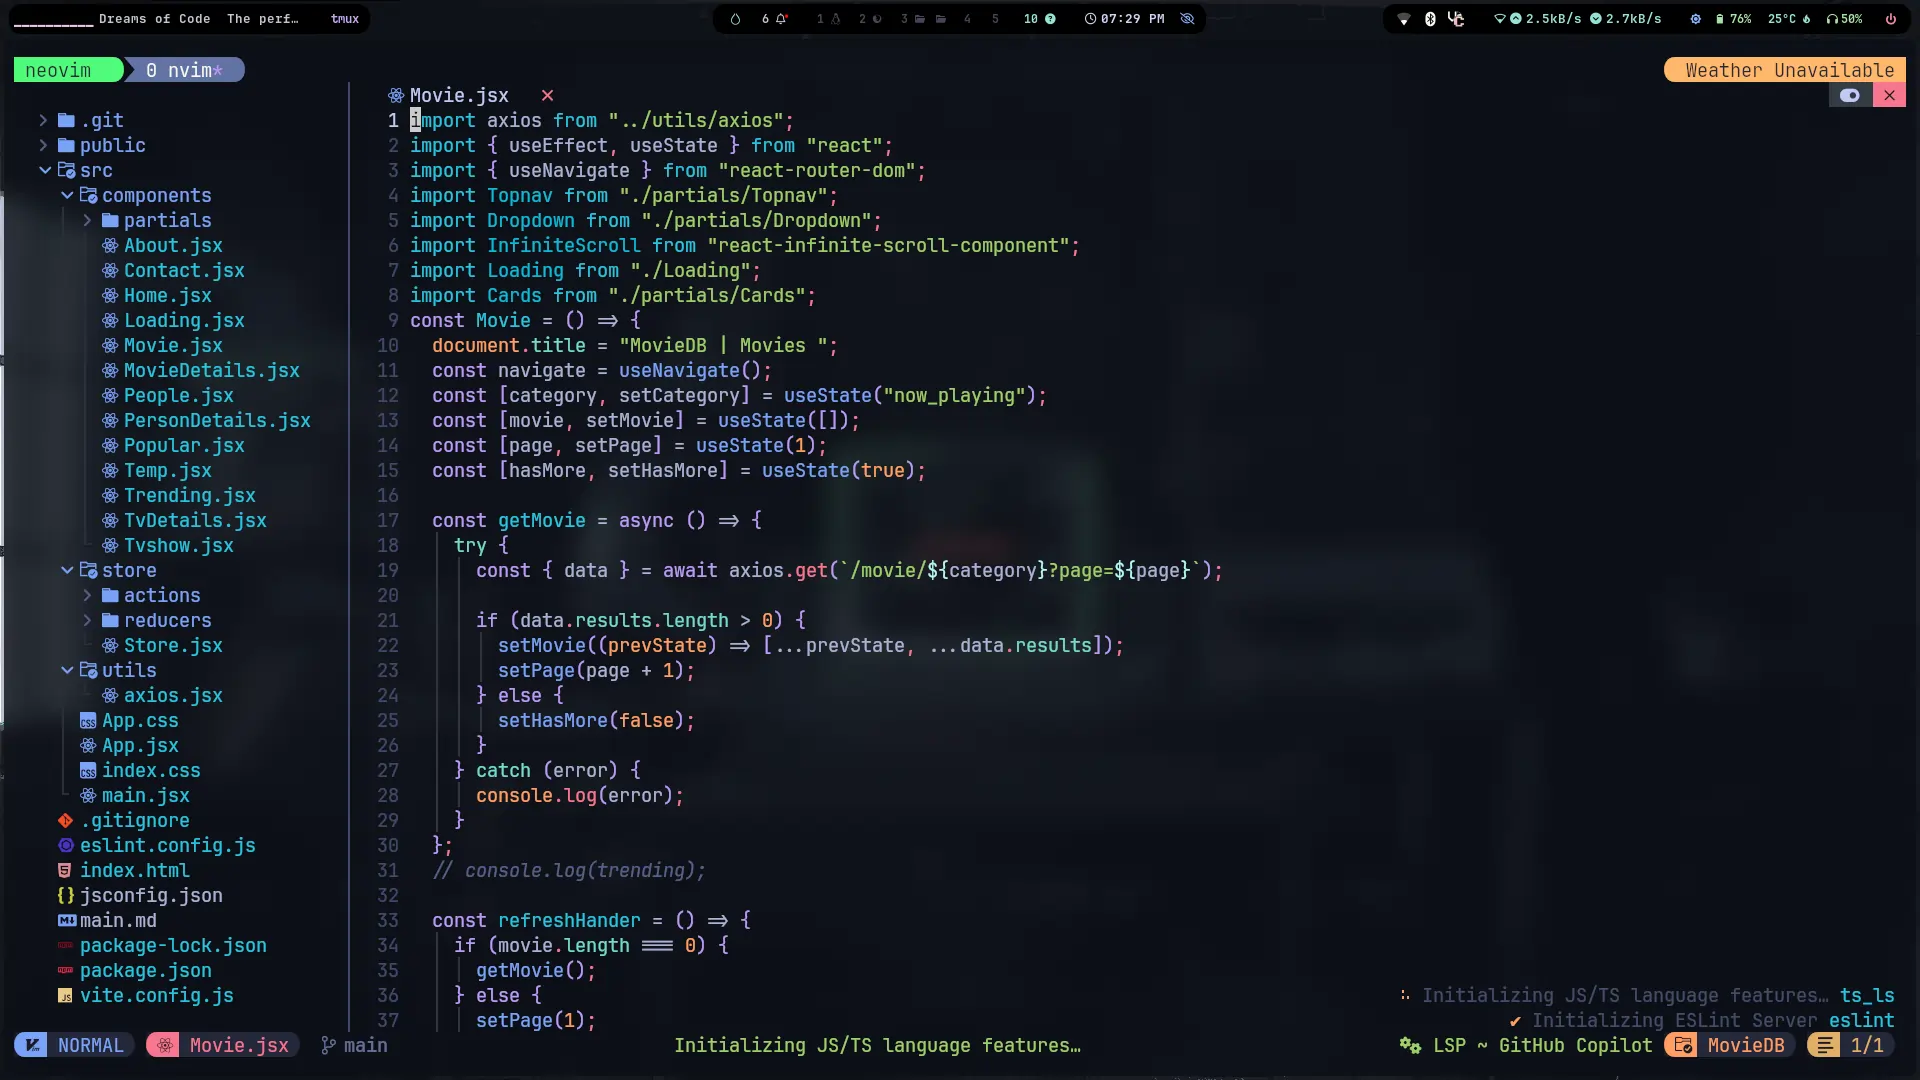 __________ Dreams of Code The perf… tmux
6 1 2 3 4 5 10 07:29 PM
2.5kB/s 2.7kB/s 76% 25°C 50%
neovim 0 nvim*
Weather Unavailable
Movie.jsx
.git
public
src
components
partials
About.jsx
Contact.jsx
Home.jsx
Loading.jsx
Movie.jsx
MovieDetails.jsx
People.jsx
PersonDetails.jsx
Popular.jsx
Temp.jsx
Trending.jsx
TvDetails.jsx
Tvshow.jsx
store
actions
reducers
Store.jsx
utils
axios.jsx
App.css
App.jsx
index.css
main.jsx
.gitignore
eslint.config.js
index.html
jsconfig.json
main.md
package-lock.json
package.json
vite.config.js
1 import axios from "../utils/axios";
2 import { useEffect, useState } from "react";
3 import { useNavigate } from "react-router-dom";
4 import Topnav from "./partials/Topnav";
5 import Dropdown from "./partials/Dropdown";
6 import InfiniteScroll from "react-infinite-scroll-component";
7 import Loading from "./Loading";
8 import Cards from "./partials/Cards";
9 const Movie = () => {
10 document.title = "MovieDB | Movies ";
11 const navigate = useNavigate();
12 const [category, setCategory] = useState("now_playing");
13 const [movie, setMovie] = useState([]);
14 const [page, setPage] = useState(1);
15 const [hasMore, setHasMore] = useState(true);
16
17 const getMovie = async () => {
18 try {
19 const { data } = await axios.get(`/movie/${category}?page=${page}`);
20
21 if (data.results.length > 0) {
22 setMovie((prevState) => [...prevState, ...data.results]);
23 setPage(page + 1);
24 } else {
25 setHasMore(false);
26 }
27 } catch (error) {
28 console.log(error);
29 }
30 };
31 // console.log(trending);
32
33 const refreshHander = () => {
34 if (movie.length === 0) {
35 getMovie();
36 } else {
37 setPage(1);
Initializing JS/TS language features… ts_ls
✔ Initializing ESLint Server eslint
NORMAL Movie.jsx main Initializing JS/TS language features… LSP ~ GitHub Copilot MovieDB 1/1